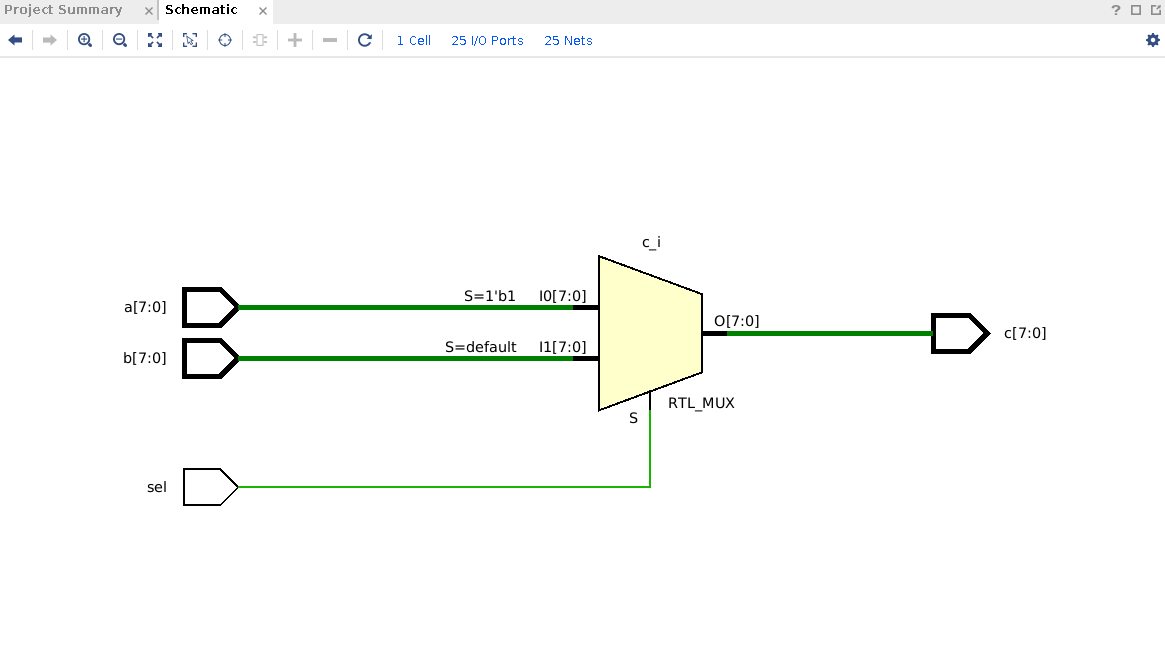 Project Summary × Schematic × ?
1 Cell 25 I/O Ports 25 Nets
c_i
a[7:0] S=1'b1 I0[7:0]
O[7:0] c[7:0]
b[7:0] S=default I1[7:0]
RTL_MUX
S
sel